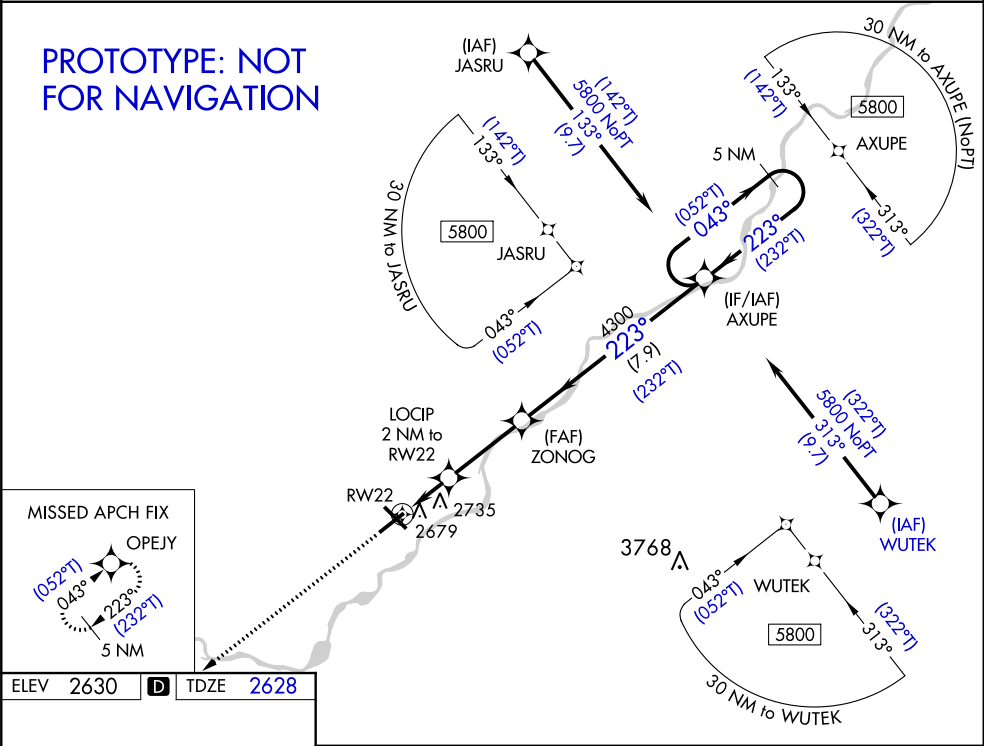 PROTOTYPE: NOT
FOR NAVIGATION
(IAF)
JASRU
(142°T)
5800 NoPT
133°
(9.7)
30 NM to AXUPE (NoPT)
133°
(142°T)
5800
AXUPE
313°
(322°T)
(142°T)
133°
30 NM to JASRU
5800
JASRU
043°
(052°T)
5 NM
(052°T)
043°
223°
(232°T)
(IF/IAF)
AXUPE
4300
223°
(7.9)
(232°T)
LOCIP
2 NM to
RW22
(FAF)
ZONOG
(322°T)
5800 NoPT
313°
(9.7)
RW22
2735
2679
(IAF)
WUTEK
MISSED APCH FIX
OPEJY
(052°T)
043°
223°
(232°T)
5 NM
3768
043°
(052°T)
WUTEK
(322°T)
313°
5800
30 NM to WUTEK
ELEV 2630 D TDZE 2628